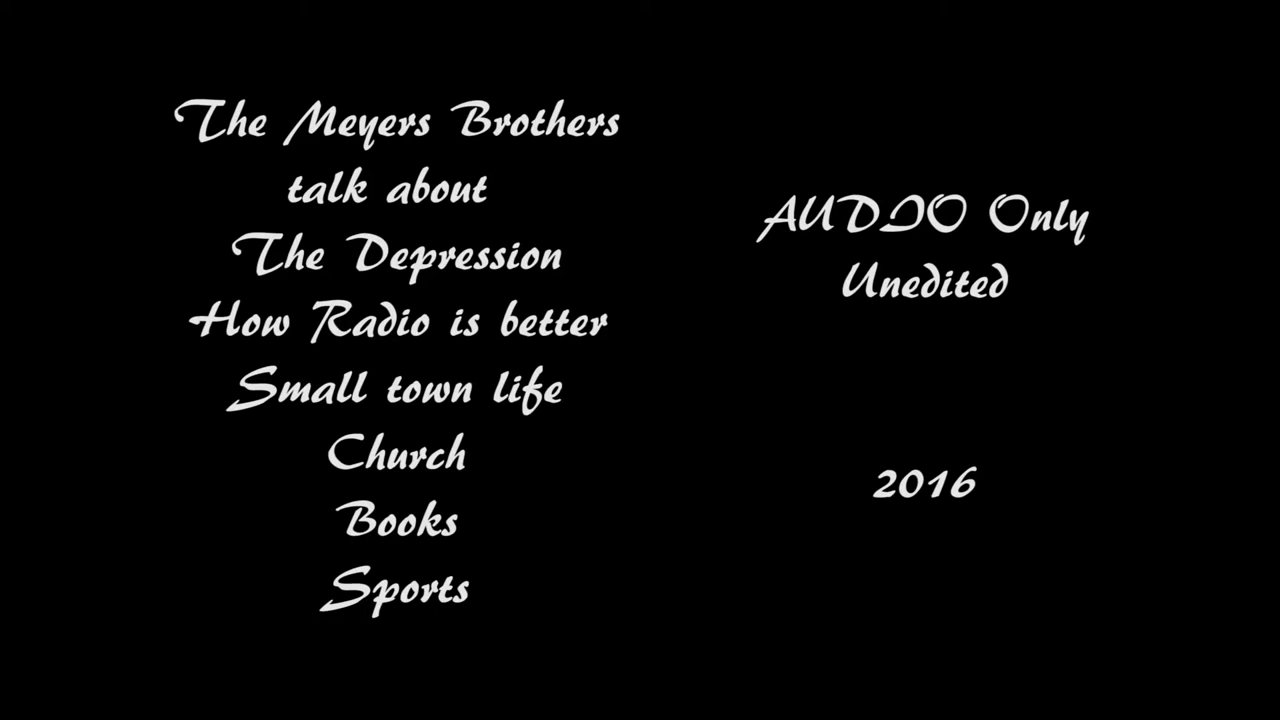 The Meyers Brothers
talk about
The Depression
How Radio is better
Small town life
Church
Books
Sports
AUDIO Only
Unedited
2016